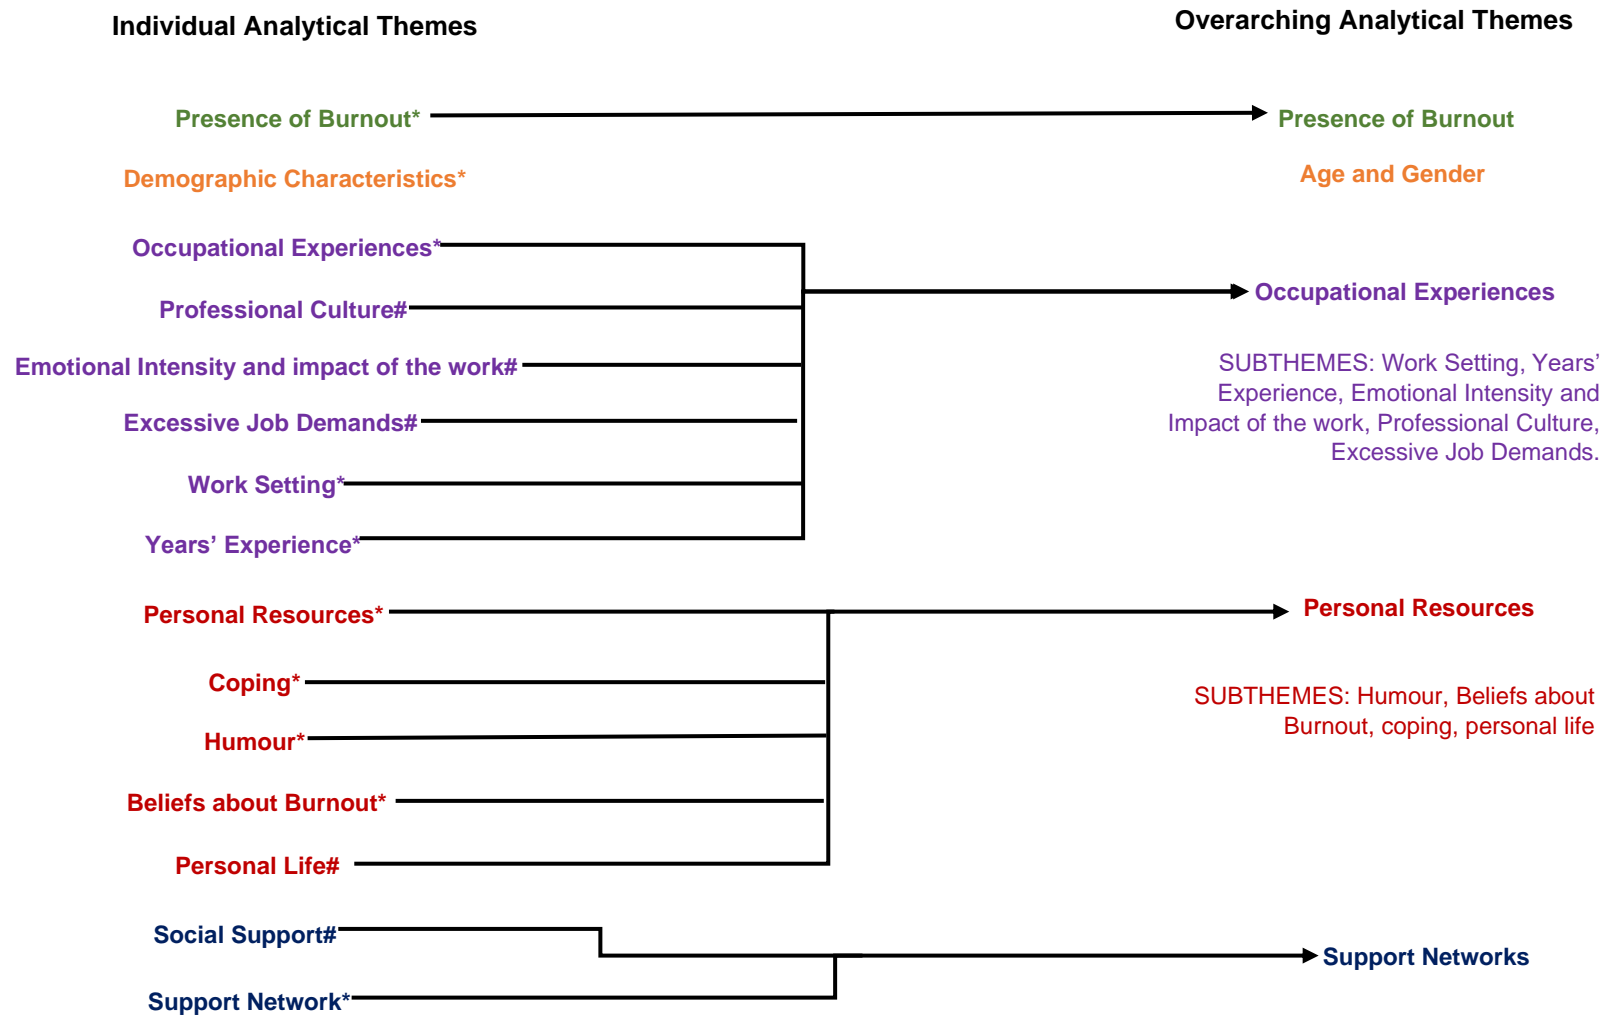 Individual Analytical Themes
Overarching Analytical Themes
Presence of Burnout*
Presence of Burnout
Demographic Characteristics*
Age and Gender
Occupational Experiences*
Professional Culture#
Occupational Experiences
Emotional Intensity and impact of the work#
SUBTHEMES: Work Setting, Years’
Experience, Emotional Intensity and
Impact of the work, Professional Culture,
Excessive Job Demands.
Excessive Job Demands#
Work Setting*
Years’ Experience*
Personal Resources*
Personal Resources
Coping*
SUBTHEMES: Humour, Beliefs about
Burnout, coping, personal life
Humour*
Beliefs about Burnout*
Personal Life#
Social Support#
Support Networks
Support Network*